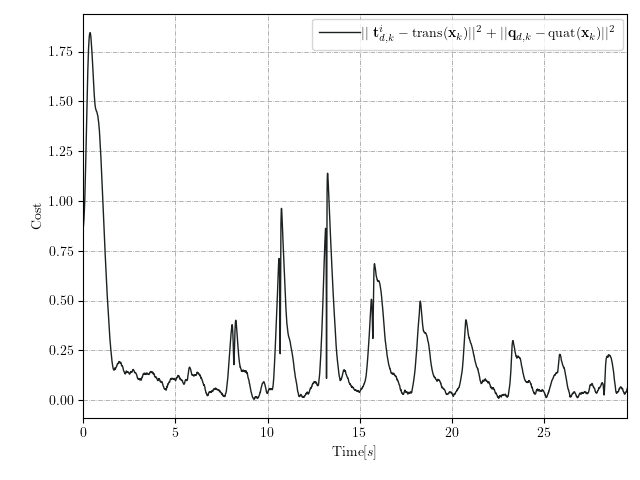 || t^i_{d,k} − trans(x_k)||² + ||q_{d,k} − quat(x_k)||²
1.75
1.50
1.25
1.00
0.75
0.50
0.25
0.00
Cost
0 5 10 15 20 25
Time[s]